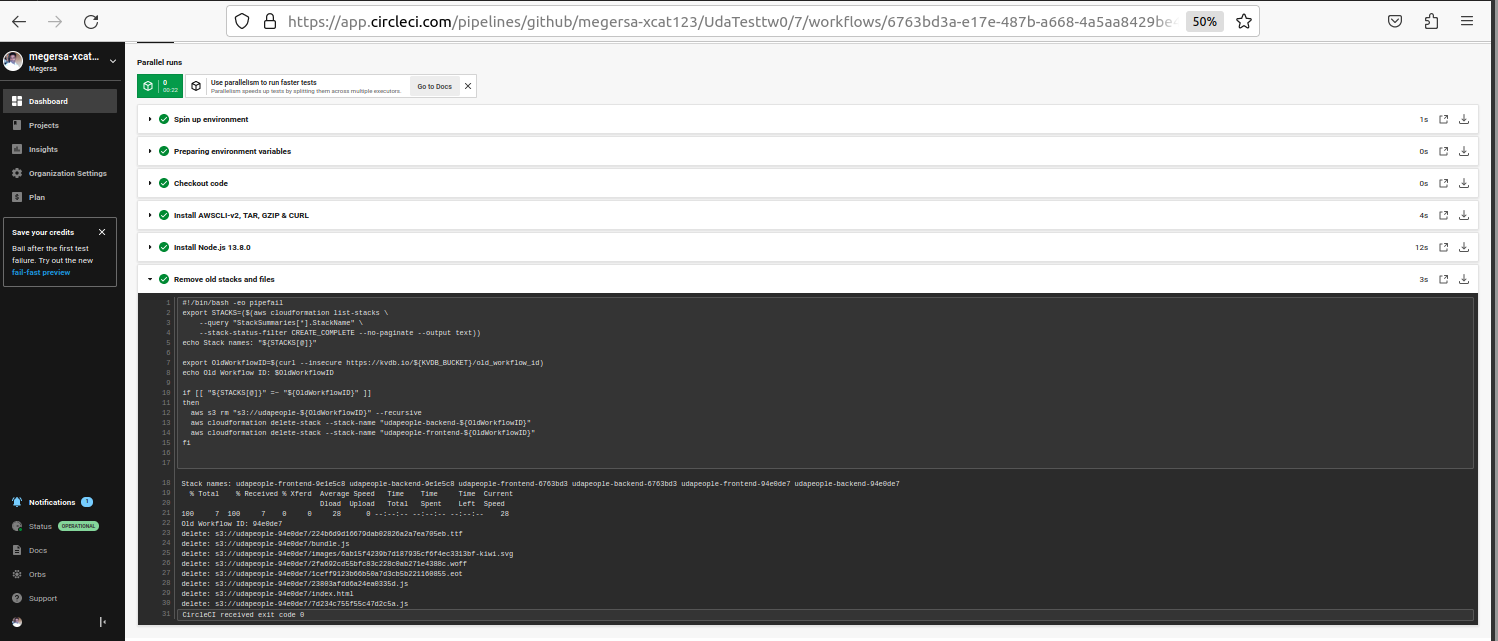 https://app.circleci.com/pipelines/github/megersa-xcat123/UdaTesttw0/7/workflows/6763bd3a-e17e-487b-a668-4a5aa8429be
50%
megersa-xcat...
Megersa
Dashboard
Projects
Insights
Organization Settings
Plan
Save your credits
Bail after the first test
failure. Try out the new
fail-fast preview
Notifications 1
Status OPERATIONAL
Docs
Orbs
Support
Parallel runs
0
00:22
Use parallelism to run faster tests
Parallelism speeds up tests by splitting them across multiple executors.
Go to Docs
Spin up environment 1s
Preparing environment variables 0s
Checkout code 0s
Install AWSCLI-v2, TAR, GZIP & CURL 4s
Install Node.js 13.8.0 12s
Remove old stacks and files 3s
1 #!/bin/bash -eo pipefail
2 export STACKS=($(aws cloudformation list-stacks \
3 --query "StackSummaries[*].StackName" \
4 --stack-status-filter CREATE_COMPLETE --no-paginate --output text))
5 echo Stack names: "${STACKS[@]}"
6
7 export OldWorkflowID=$(curl --insecure https://kvdb.io/${KVDB_BUCKET}/old_workflow_id)
8 echo Old Workflow ID: $OldWorkflowID
9
10 if [[ "${STACKS[@]}" =~ "${OldWorkflowID}" ]]
11 then
12 aws s3 rm "s3://udapeople-${OldWorkflowID}" --recursive
13 aws cloudformation delete-stack --stack-name "udapeople-backend-${OldWorkflowID}"
14 aws cloudformation delete-stack --stack-name "udapeople-frontend-${OldWorkflowID}"
15 fi
16
17
18 Stack names: udapeople-frontend-9e1e5c8 udapeople-backend-9e1e5c8 udapeople-frontend-6763bd3 udapeople-backend-6763bd3 udapeople-frontend-94e0de7 udapeople-backend-94e0de7
19 % Total % Received % Xferd Average Speed Time Time Time Current
20 Dload Upload Total Spent Left Speed
21 100 7 100 7 0 0 28 0 --:--:-- --:--:-- --:--:-- 28
22 Old Workflow ID: 94e0de7
23 delete: s3://udapeople-94e0de7/224b6d9d16679dab02826a2a7ea705eb.ttf
24 delete: s3://udapeople-94e0de7/bundle.js
25 delete: s3://udapeople-94e0de7/images/6ab15f4239b7d187935cf6f4ec3313bf-kiwi.svg
26 delete: s3://udapeople-94e0de7/2fa692cd55bfc83c228c0ab271e4388c.woff
27 delete: s3://udapeople-94e0de7/1ceff9123b66b50a7d3cb5b221160855.eot
28 delete: s3://udapeople-94e0de7/23803afdd6a24ea0335d.js
29 delete: s3://udapeople-94e0de7/index.html
30 delete: s3://udapeople-94e0de7/7d234c755f55c47d2c5a.js
31 CircleCI received exit code 0